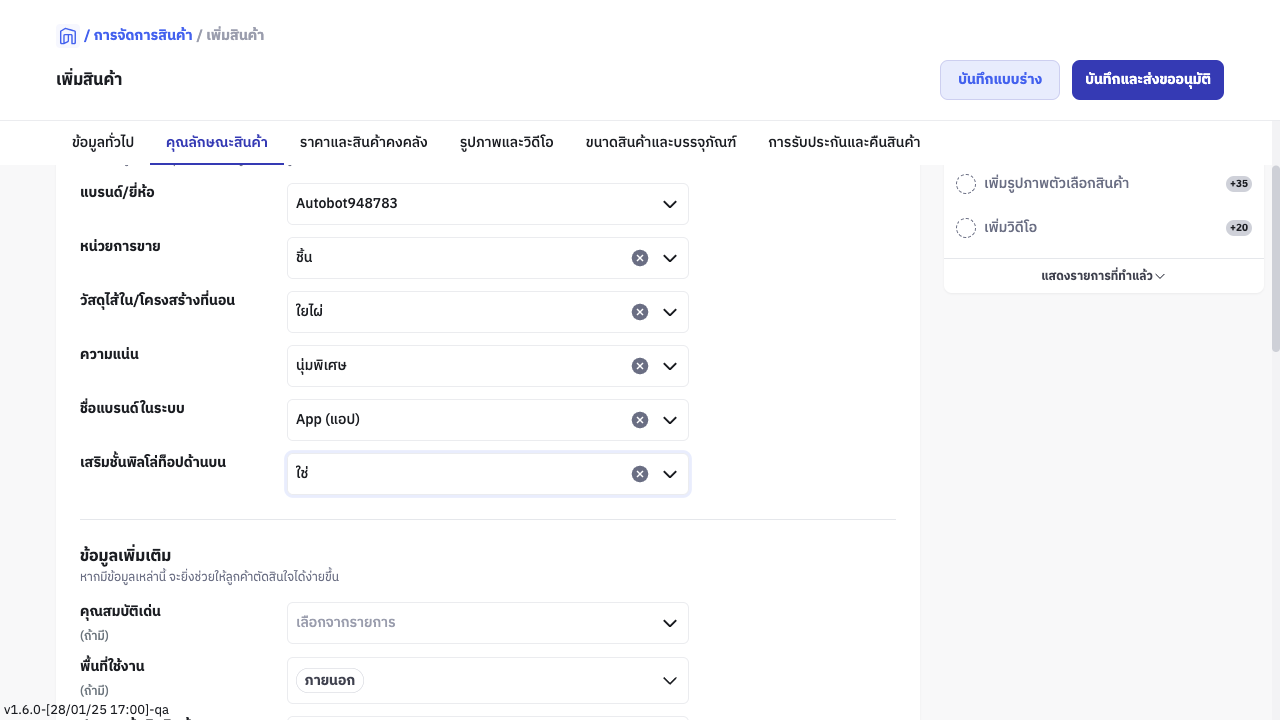 / การจัดการสินค้า / เพิ่มสินค้า
เพิ่มสินค้า
บันทึกแบบร่าง
บันทึกและส่งขออนุมัติ
ข้อมูลทั่วไป
คุณลักษณะสินค้า
ราคาและสินค้าคงคลัง
รูปภาพและวิดีโอ
ขนาดสินค้าและบรรจุภัณฑ์
การรับประกันและคืนสินค้า
แบรนด์/ยี่ห้อ
Autobot948783
หน่วยการขาย
ชิ้น
วัสดุไส้ใน/โครงสร้างที่นอน
ใยไผ่
ความแน่น
นุ่มพิเศษ
ชื่อแบรนด์ในระบบ
App (แอป)
เสริมชั้นพิลโล่ท็อปด้านบน
ใช่
ข้อมูลเพิ่มเติม
หากมีข้อมูลเหล่านี้ จะยิ่งช่วยให้ลูกค้าตัดสินใจได้ง่ายขึ้น
คุณสมบัติเด่น
(ถ้ามี)
เลือกจากรายการ
พื้นที่ใช้งาน
(ถ้ามี)
ภายนอก
เพิ่มรูปภาพตัวเลือกสินค้า
+35
เพิ่มวิดีโอ
+20
แสดงรายการที่ทำแล้ว
v1.6.0-[28/01/25 17:00]-qa